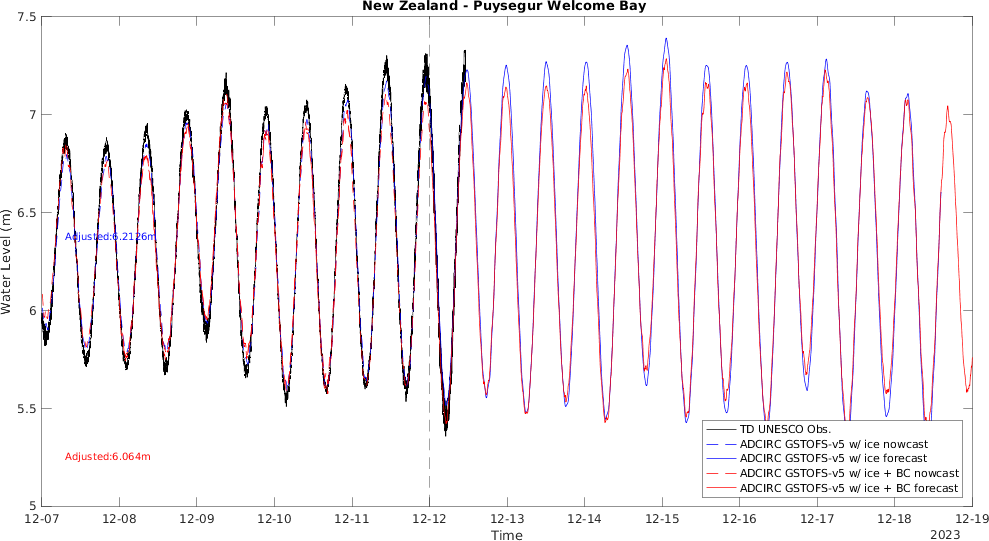 New Zealand - Puysegur Welcome Bay
7.5
7
6.5
6
5.5
5
Water Level (m)
Adjusted:6.2126m
Adjusted:6.064m
TD UNESCO Obs.
ADCIRC GSTOFS-v5 w/ ice nowcast
ADCIRC GSTOFS-v5 w/ ice forecast
ADCIRC GSTOFS-v5 w/ ice + BC nowcast
ADCIRC GSTOFS-v5 w/ ice + BC forecast
12-07 12-08 12-09 12-10 12-11 12-12 12-13 12-14 12-15 12-16 12-17 12-18 12-19
Time
2023